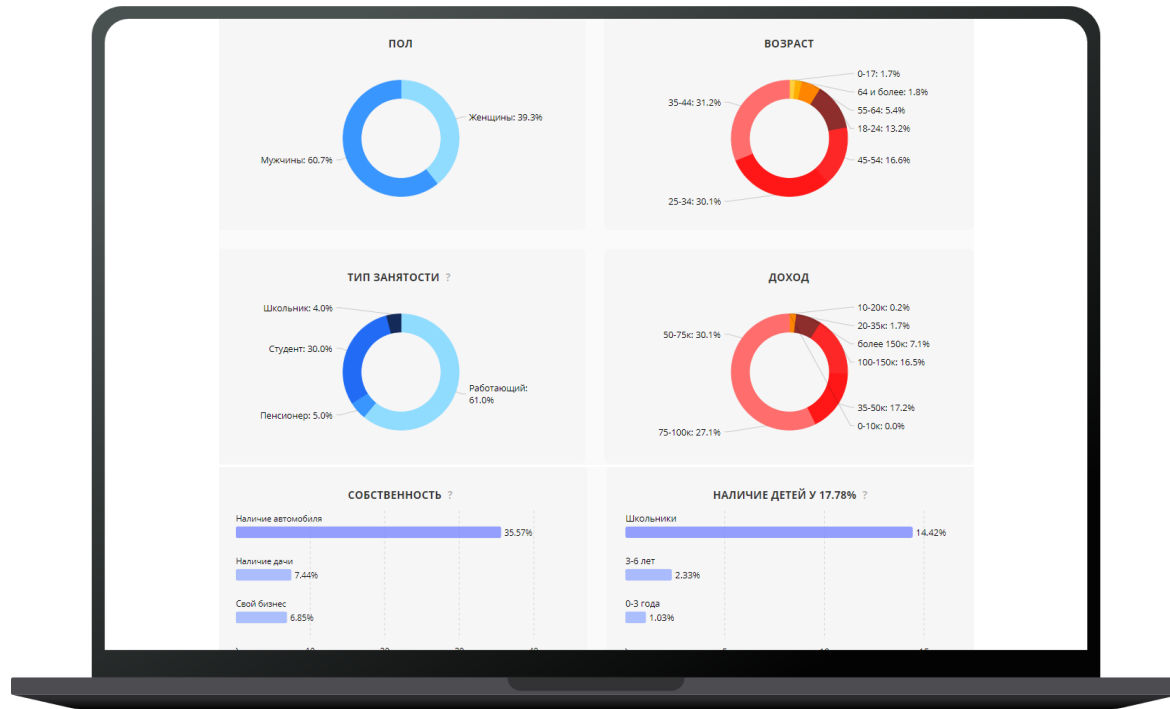 ПОЛ
Женщины: 39.3%
Мужчины: 60.7%
ВОЗРАСТ
0-17: 1.7%
64 и более: 1.8%
55-64: 5.4%
18-24: 13.2%
45-54: 16.6%
35-44: 31.2%
25-34: 30.1%
ТИП ЗАНЯТОСТИ ?
Школьник: 4.0%
Студент: 30.0%
Работающий:
61.0%
Пенсионер: 5.0%
ДОХОД
10-20к: 0.2%
20-35к: 1.7%
более 150к: 7.1%
100-150к: 16.5%
35-50к: 17.2%
0-10к: 0.0%
50-75к: 30.1%
75-100к: 27.1%
СОБСТВЕННОСТЬ ?
Наличие автомобиля
35.57%
Наличие дачи
7.44%
Свой бизнес
6.85%
НАЛИЧИЕ ДЕТЕЙ У 17.78% ?
Школьники
14.42%
3-6 лет
2.33%
0-3 года
1.03%